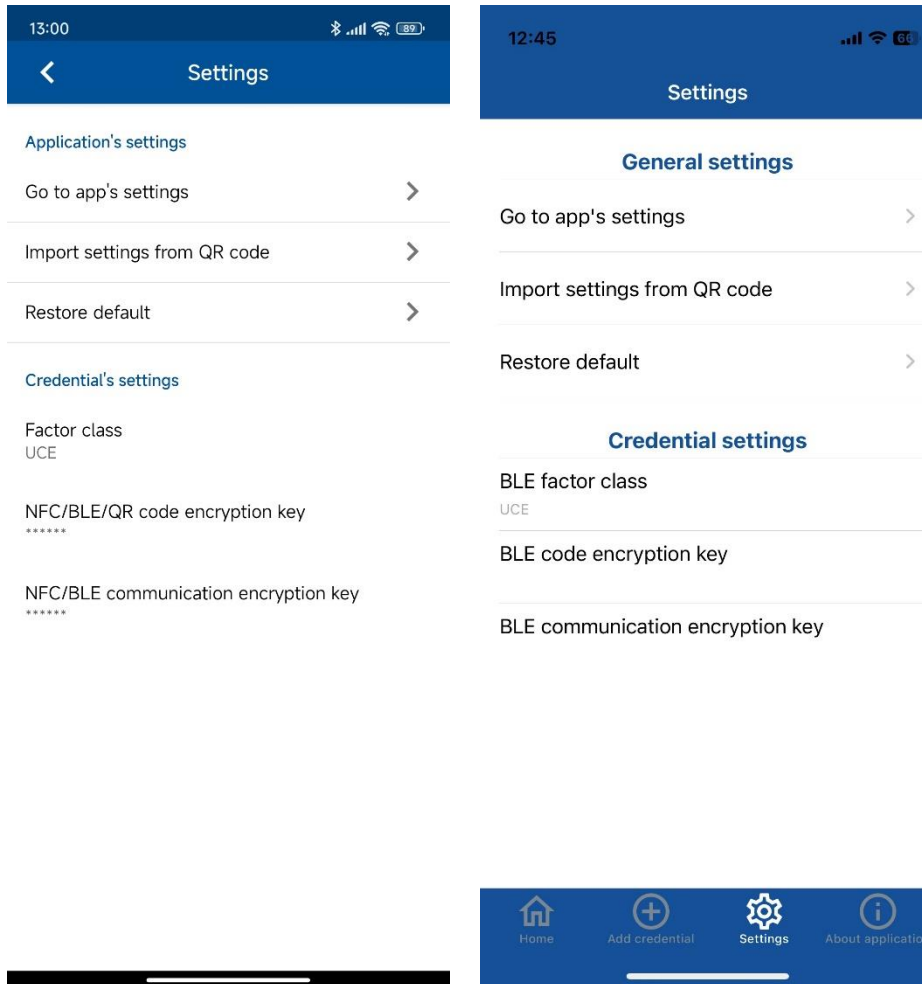 13:00
89
Settings
Application's settings
Go to app's settings
Import settings from QR code
Restore default
Credential's settings
Factor class
UCE
NFC/BLE/QR code encryption key
******
NFC/BLE communication encryption key
******
12:45
Settings
General settings
Go to app's settings
Import settings from QR code
Restore default
Credential settings
BLE factor class
UCE
BLE code encryption key
BLE communication encryption key
Home
Add credential
Settings
About applicatio